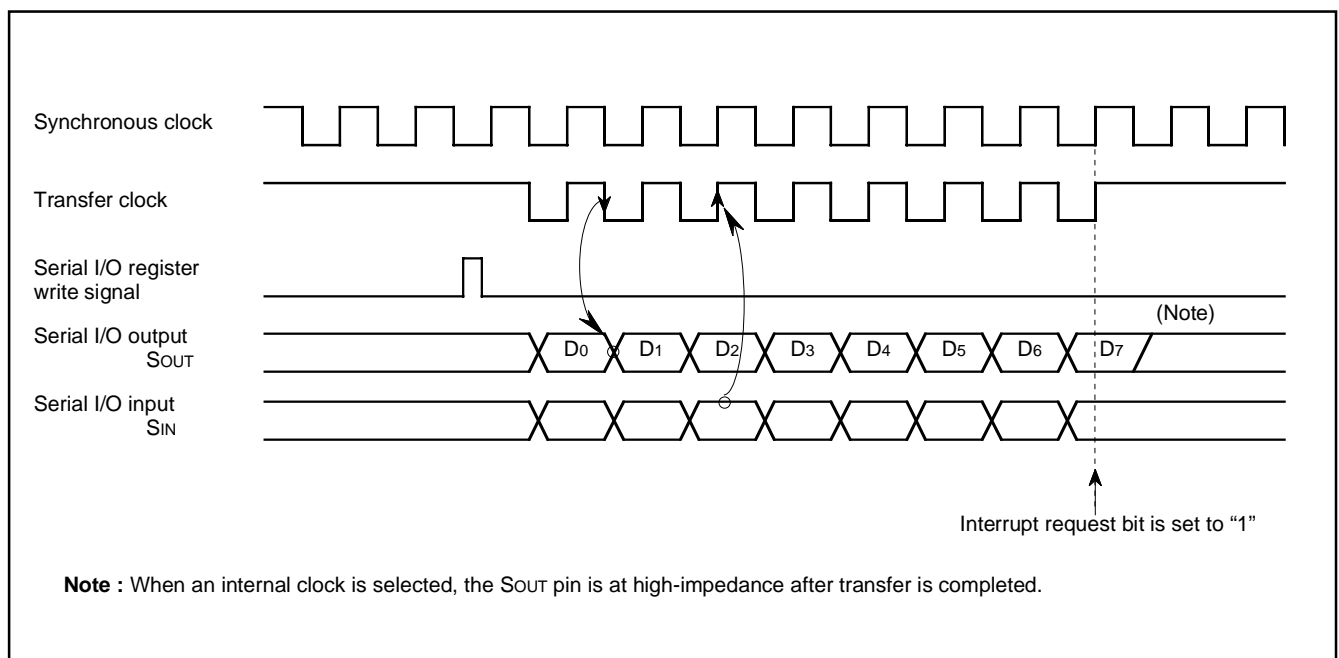 Synchronous clock
Transfer clock
Serial I/O register
write signal
(Note)
Serial I/O output
SOUT
D0 D1 D2 D3 D4 D5 D6 D7
Serial I/O input
SIN
Interrupt request bit is set to “1”
Note : When an internal clock is selected, the SOUT pin is at high-impedance after transfer is completed.